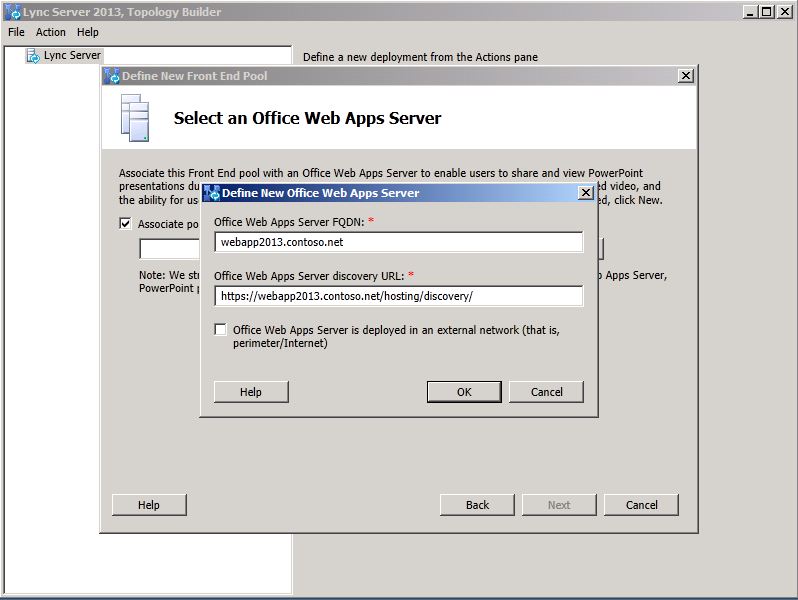 Lync Server 2013, Topology Builder
File Action Help
Lync Server
Define a new deployment from the Actions pane
Define New Front End Pool
Select an Office Web Apps Server
Associate this Front End pool with an Office Web Apps Server to enable users to share and view PowerPoint
presentations du
ed video, and
the ability for us
ed, click New.
Define New Office Web Apps Server
Associate po
Office Web Apps Server FQDN: *
webapp2013.contoso.net
Note: We st
Apps Server,
PowerPoint
Office Web Apps Server discovery URL: *
https://webapp2013.contoso.net/hosting/discovery/
Office Web Apps Server is deployed in an external network (that is,
perimeter/Internet)
Help OK Cancel
Help Back Next Cancel